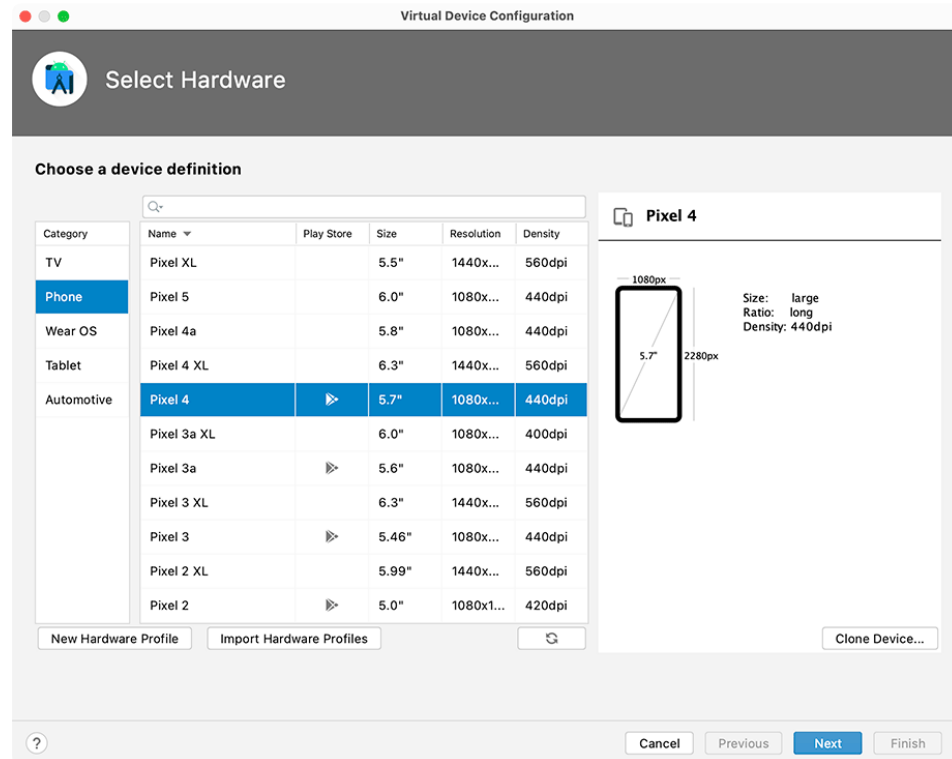 Virtual Device Configuration
Select Hardware
Choose a device definition
Category
TV
Phone
Wear OS
Tablet
Automotive
Name Play Store Size Resolution Density
Pixel XL 5.5" 1440x... 560dpi
Pixel 5 6.0" 1080x... 440dpi
Pixel 4a 5.8" 1080x... 440dpi
Pixel 4 XL 6.3" 1440x... 560dpi
Pixel 4 5.7" 1080x... 440dpi
Pixel 3a XL 6.0" 1080x... 400dpi
Pixel 3a 5.6" 1080x... 440dpi
Pixel 3 XL 6.3" 1440x... 560dpi
Pixel 3 5.46" 1080x... 440dpi
Pixel 2 XL 5.99" 1440x... 560dpi
Pixel 2 5.0" 1080x1... 420dpi
New Hardware Profile Import Hardware Profiles
Pixel 4
1080px
5.7"
2280px
Size: large
Ratio: long
Density: 440dpi
Clone Device...
? Cancel Previous Next Finish